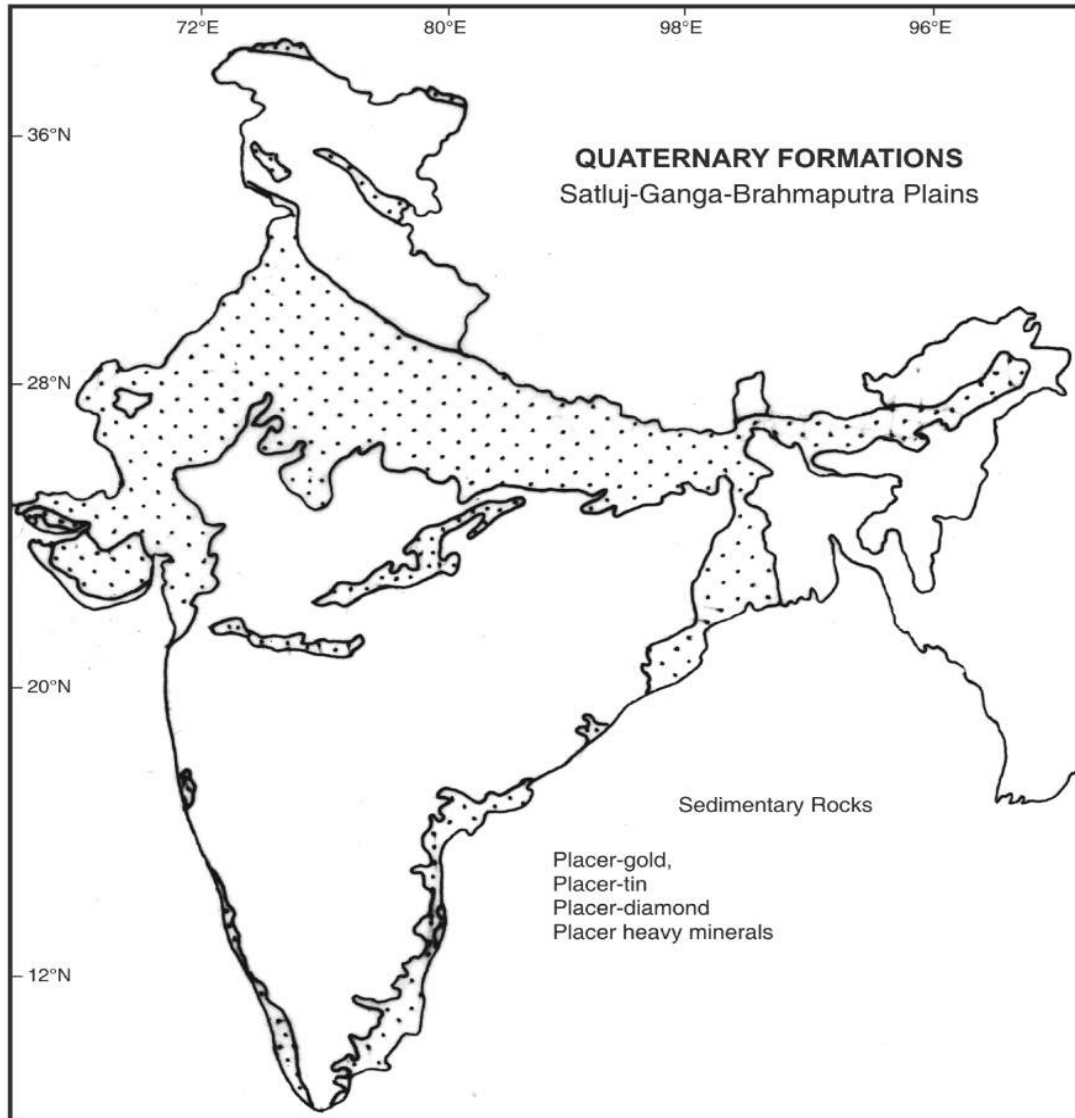 72°E 80°E 98°E 96°E
36°N
QUATERNARY FORMATIONS
Satluj-Ganga-Brahmaputra Plains
28°N
20°N
Sedimentary Rocks
Placer-gold,
Placer-tin
Placer-diamond
Placer heavy minerals
12°N